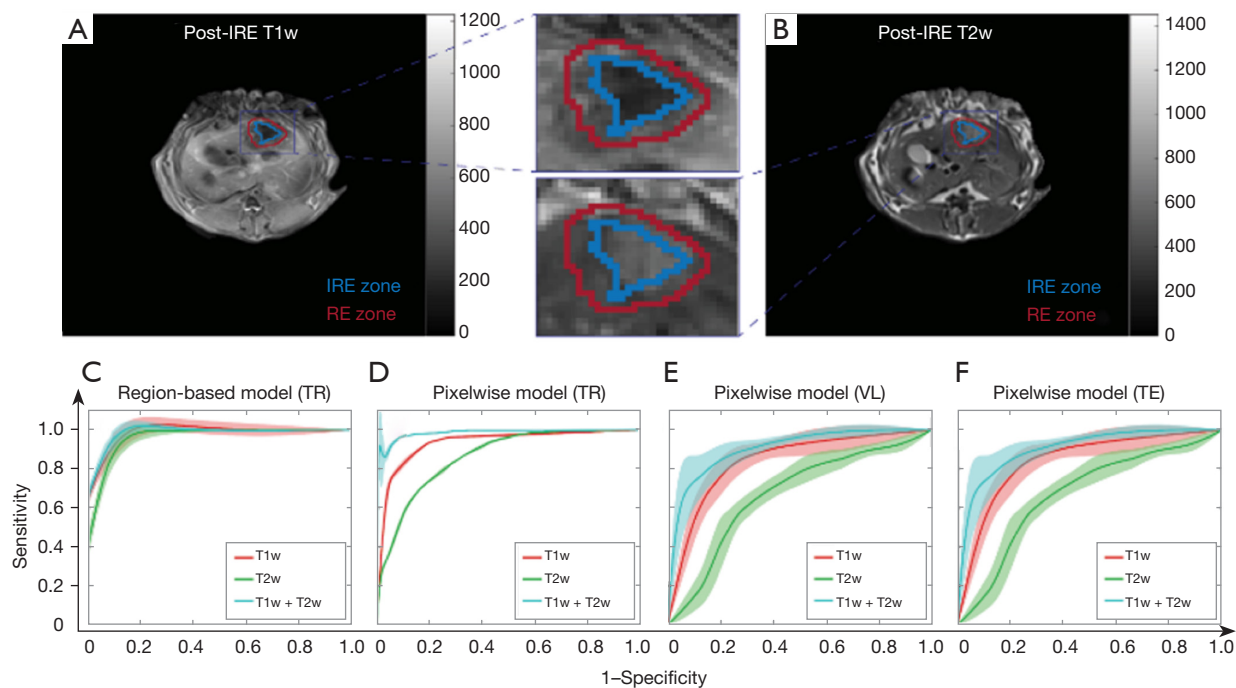 A
Post-IRE T1w
IRE zone
RE zone
1200
1000
800
600
400
200
0
B
Post-IRE T2w
IRE zone
RE zone
1400
1200
1000
800
600
400
200
0
C
Region-based model (TR)
D
Pixelwise model (TR)
E
Pixelwise model (VL)
F
Pixelwise model (TE)
Sensitivity
1.0
0.8
0.6
0.4
0.2
0
T1w
T2w
T1w + T2w
T1w
T2w
T1w + T2w
T1w
T2w
T1w + T2w
T1w
T2w
T1w + T2w
0 0.2 0.4 0.6 0.8 1.0
0 0.2 0.4 0.6 0.8 1.0
0 0.2 0.4 0.6 0.8 1.0
0 0.2 0.4 0.6 0.8 1.0
1–Specificity